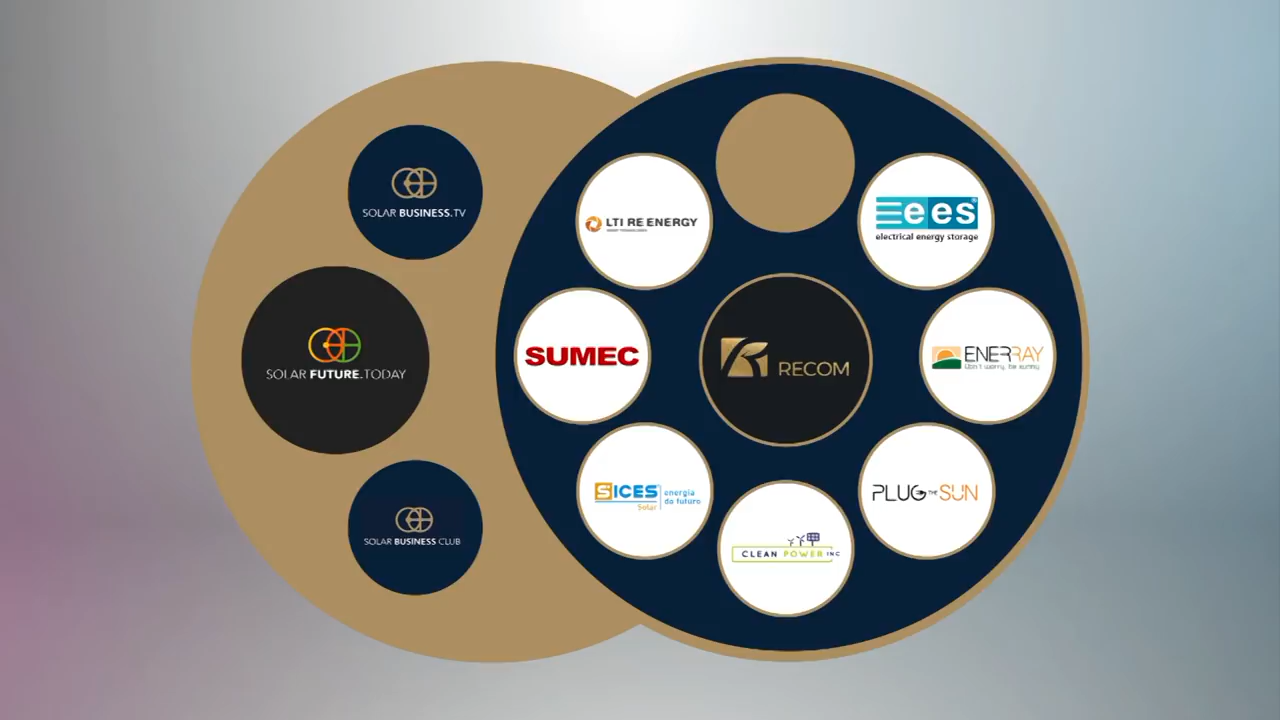 SOLAR BUSINESS.TV
SOLAR FUTURE.TODAY
SOLAR BUSINESS CLUB
LTI RE ENERGY
ees
electrical energy storage
SUMEC
RECOM
ENERRAY
Don't worry, be sunny
SICES
energia
do futuro
Solar
PLUG THE SUN
CLEAN POWER INC